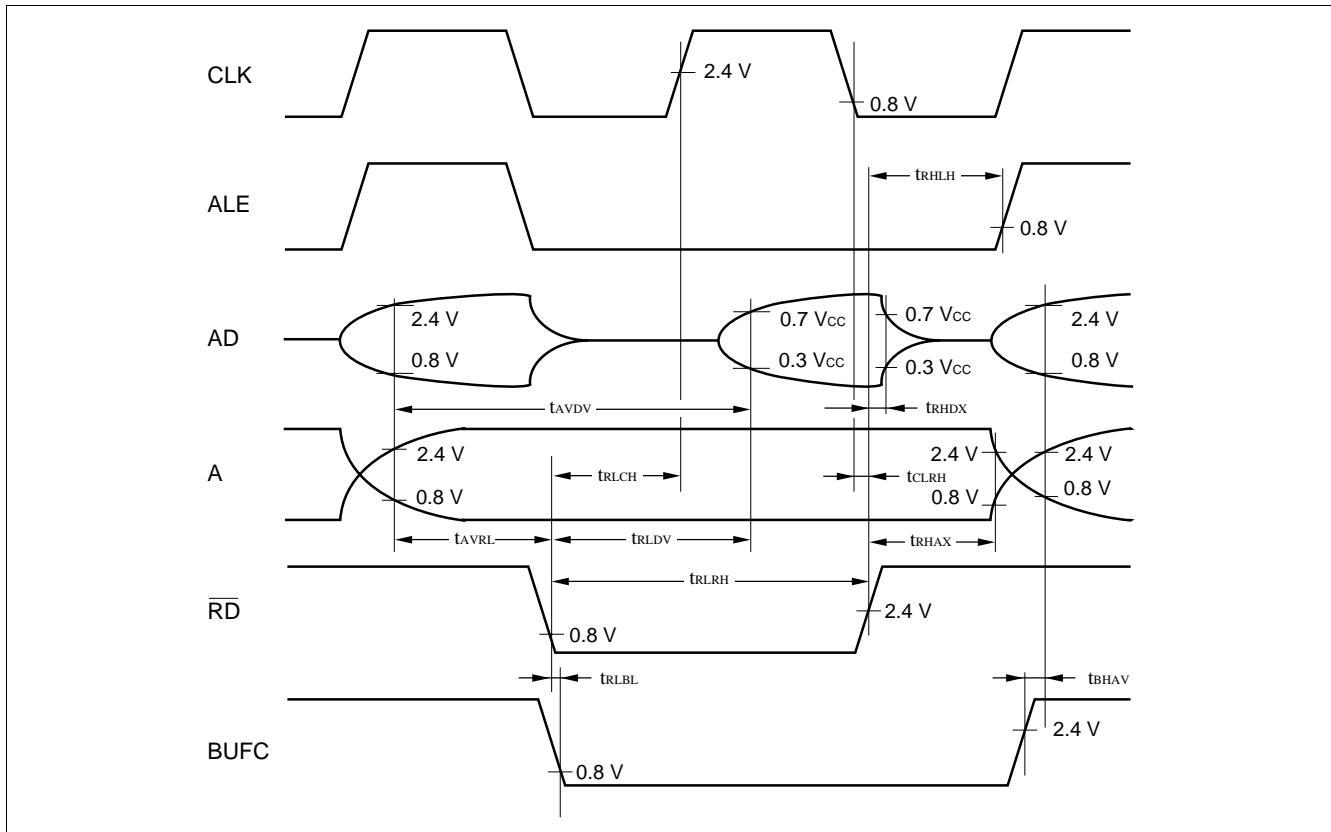 CLK
2.4 V
0.8 V
tRHLH
ALE
0.8 V
2.4 V
0.7 VCC
0.7 VCC
2.4 V
AD
0.8 V
0.3 VCC
0.3 VCC
0.8 V
tAVDV
tRHDX
2.4 V
2.4 V
2.4 V
A
tRLCH
tCLRH
0.8 V
0.8 V
0.8 V
tAVRL
tRLDV
tRHAX
tRLRH
RD
2.4 V
0.8 V
tRLBL
tBHAV
2.4 V
BUFC
0.8 V